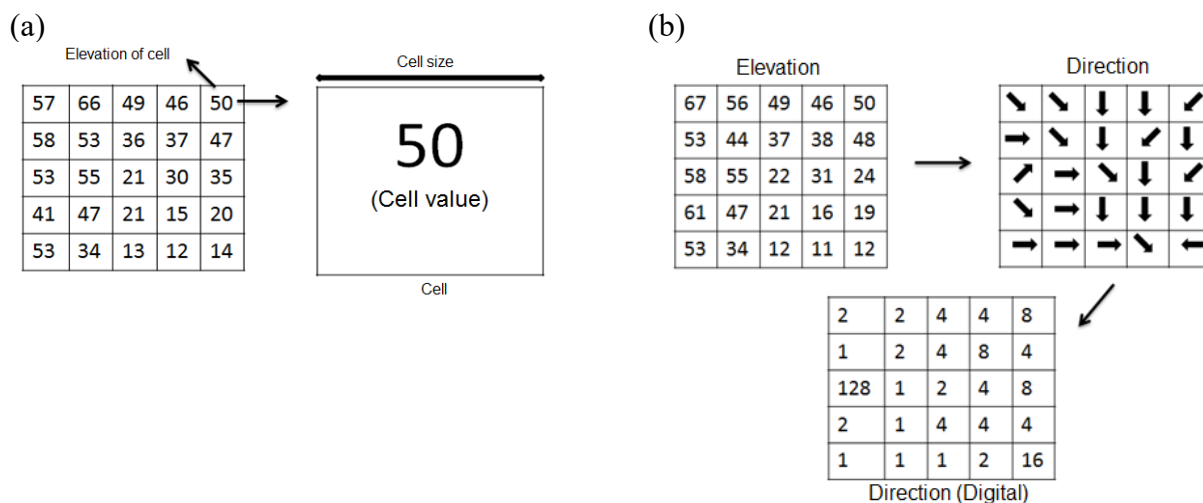 (a)
Elevation of cell
57 66 49 46 50
58 53 36 37 47
53 55 21 30 35
41 47 21 15 20
53 34 13 12 14
Cell size
50
(Cell value)
Cell
(b)
Elevation
67 56 49 46 50
53 44 37 38 48
58 55 22 31 24
61 47 21 16 19
53 34 12 11 12
Direction
2 2 4 4 8
1 2 4 8 4
128 1 2 4 8
2 1 4 4 4
1 1 1 2 16
Direction (Digital)